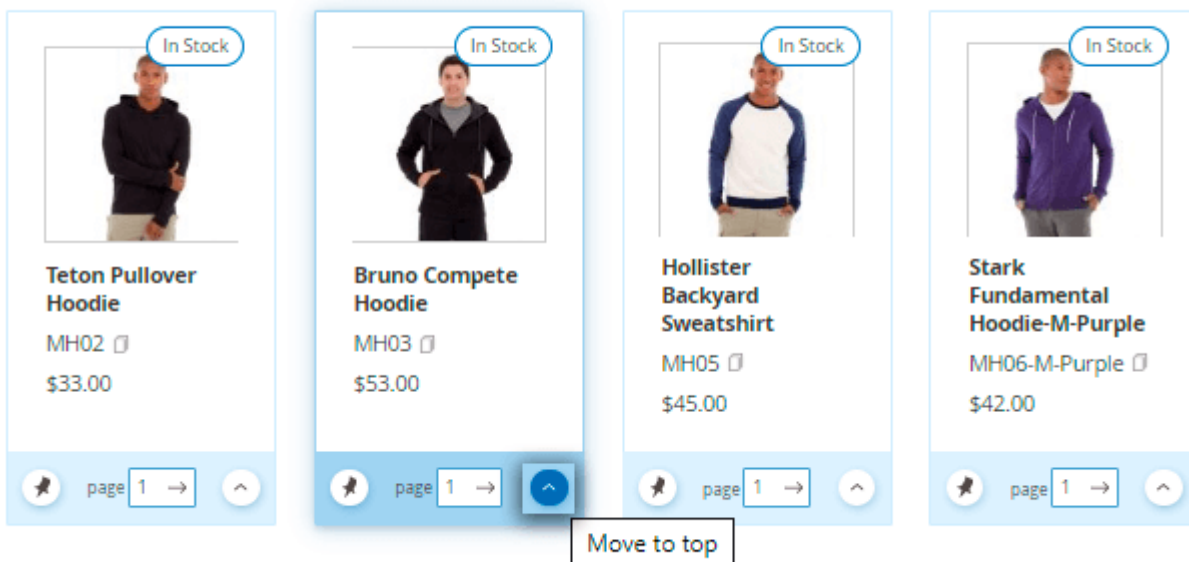 In Stock
In Stock
In Stock
In Stock
Teton Pullover
Hoodie
MH02
$33.00
Bruno Compete
Hoodie
MH03
$53.00
Hollister
Backyard
Sweatshirt
MH05
$45.00
Stark
Fundamental
Hoodie-M-Purple
MH06-M-Purple
$42.00
page 1 →
page 1 →
page 1 →
page 1 →
Move to top